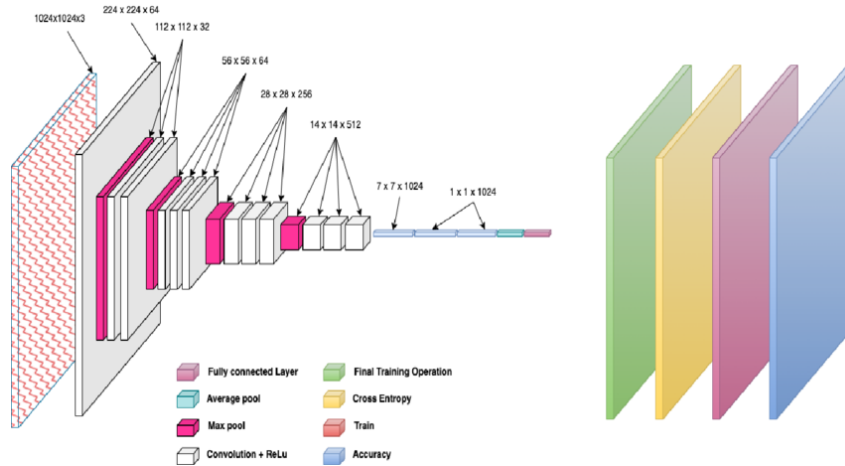 1024x1024x3
224 x 224 x 64
112 x 112 x 32
56 x 56 x 64
28 x 28 x 256
14 x 14 x 512
7 x 7 x 1024
1 x 1 x 1024
Fully connected Layer
Final Training Operation
Average pool
Cross Entropy
Max pool
Train
Convolution + ReLu
Accuracy